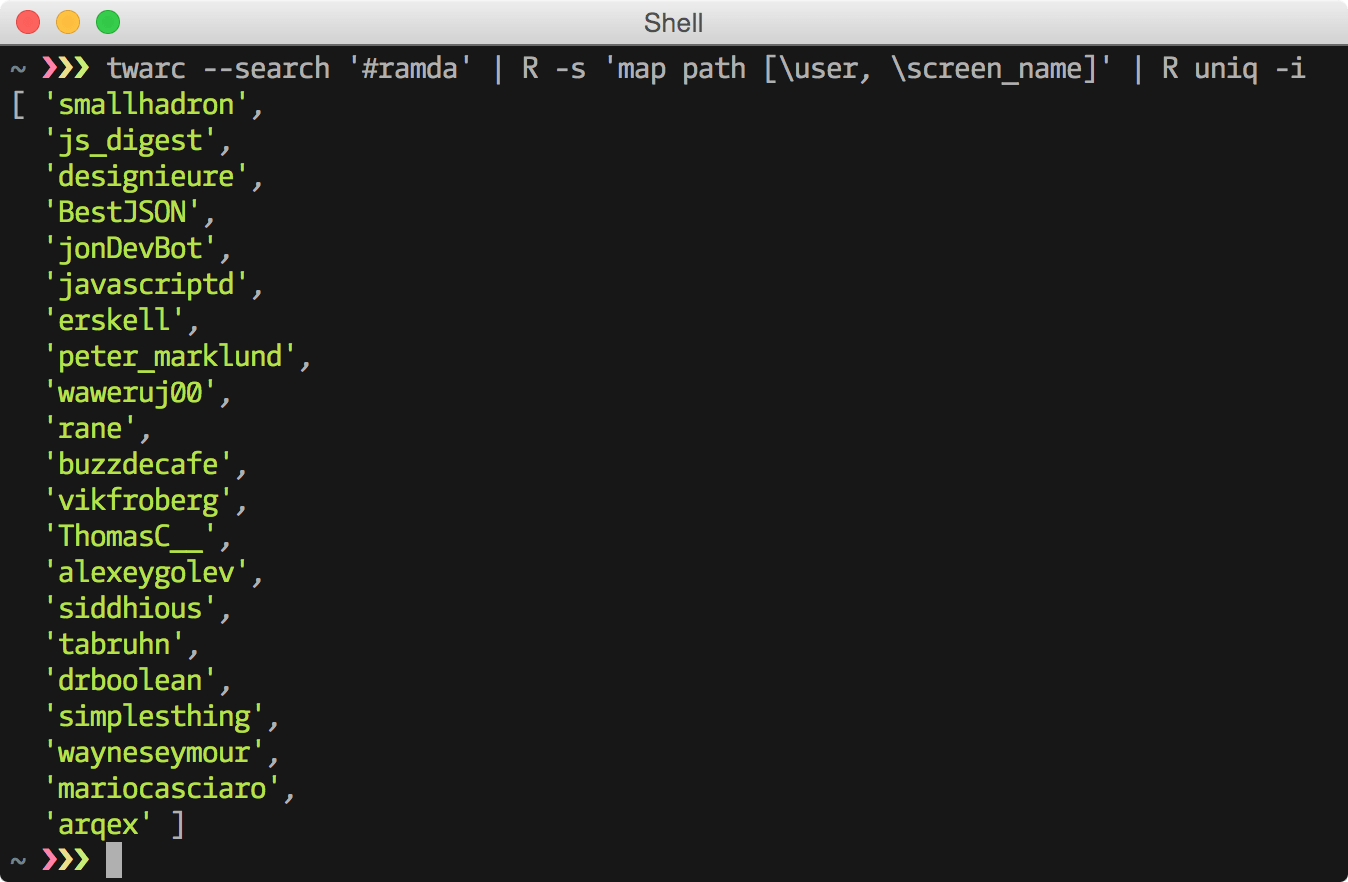 Shell
~ ❯❯❯ twarc --search '#ramda' | R -s 'map path [\user, \screen_name]' | R uniq -i
[ 'smallhadron',
'js_digest',
'designieure',
'BestJSON',
'jonDevBot',
'javascriptd',
'erskell',
'peter_marklund',
'waweruj00',
'rane',
'buzzdecafe',
'vikfroberg',
'ThomasC__',
'alexeygolev',
'siddhious',
'tabruhn',
'drboolean',
'simplesthing',
'wayneseymour',
'mariocasciaro',
'arqex' ]
~ ❯❯❯